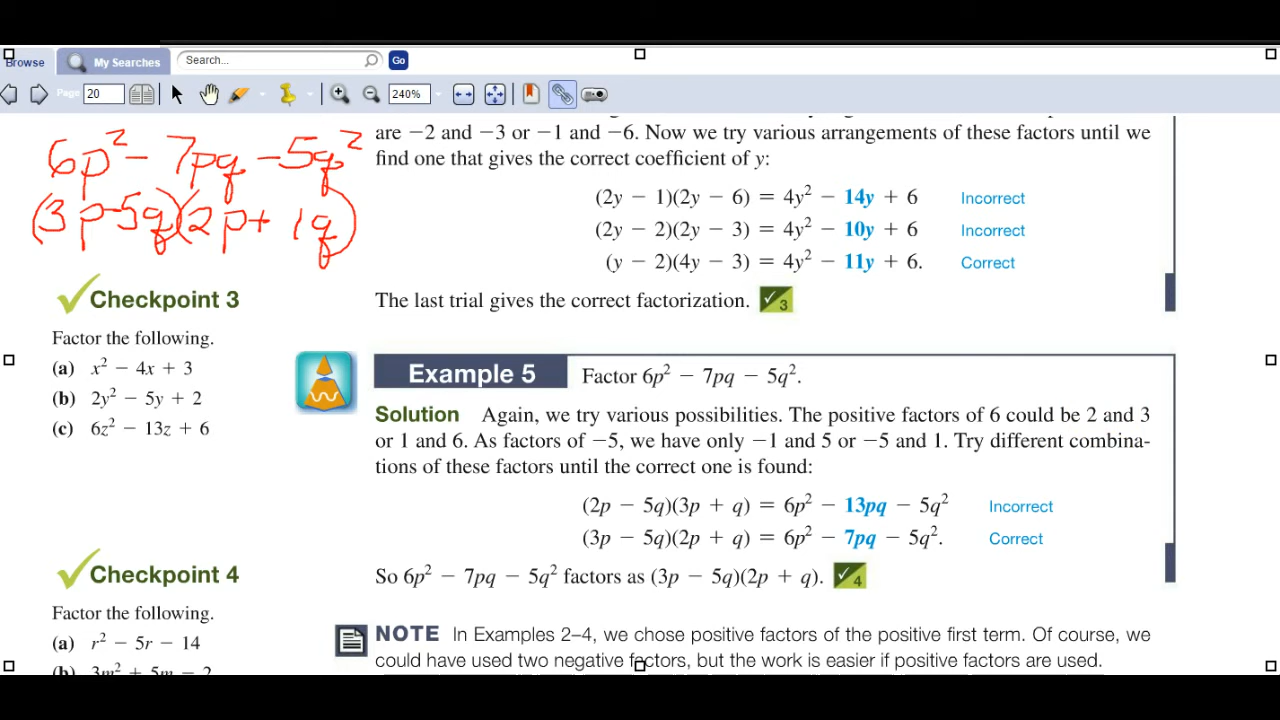 Browse My Searches Search... Go
Page 20 240%
6p² − 7pq − 5q²
(3p−5q)(2p+ 1q)
Checkpoint 3
Factor the following.
(a) x² − 4x + 3
(b) 2y² − 5y + 2
(c) 6z² − 13z + 6
Checkpoint 4
Factor the following.
(a) r² − 5r − 14
(b) 3m² + 5m − 2
are −2 and −3 or −1 and −6. Now we try various arrangements of these factors until we
find one that gives the correct coefficient of y:
(2y − 1)(2y − 6) = 4y² − 14y + 6 Incorrect
(2y − 2)(2y − 3) = 4y² − 10y + 6 Incorrect
(y − 2)(4y − 3) = 4y² − 11y + 6. Correct
The last trial gives the correct factorization. ✓3
Example 5 Factor 6p² − 7pq − 5q².
Solution Again, we try various possibilities. The positive factors of 6 could be 2 and 3
or 1 and 6. As factors of −5, we have only −1 and 5 or −5 and 1. Try different combina-
tions of these factors until the correct one is found:
(2p − 5q)(3p + q) = 6p² − 13pq − 5q² Incorrect
(3p − 5q)(2p + q) = 6p² − 7pq − 5q². Correct
So 6p² − 7pq − 5q² factors as (3p − 5q)(2p + q). ✓4
NOTE In Examples 2–4, we chose positive factors of the positive first term. Of course, we
could have used two negative factors, but the work is easier if positive factors are used.